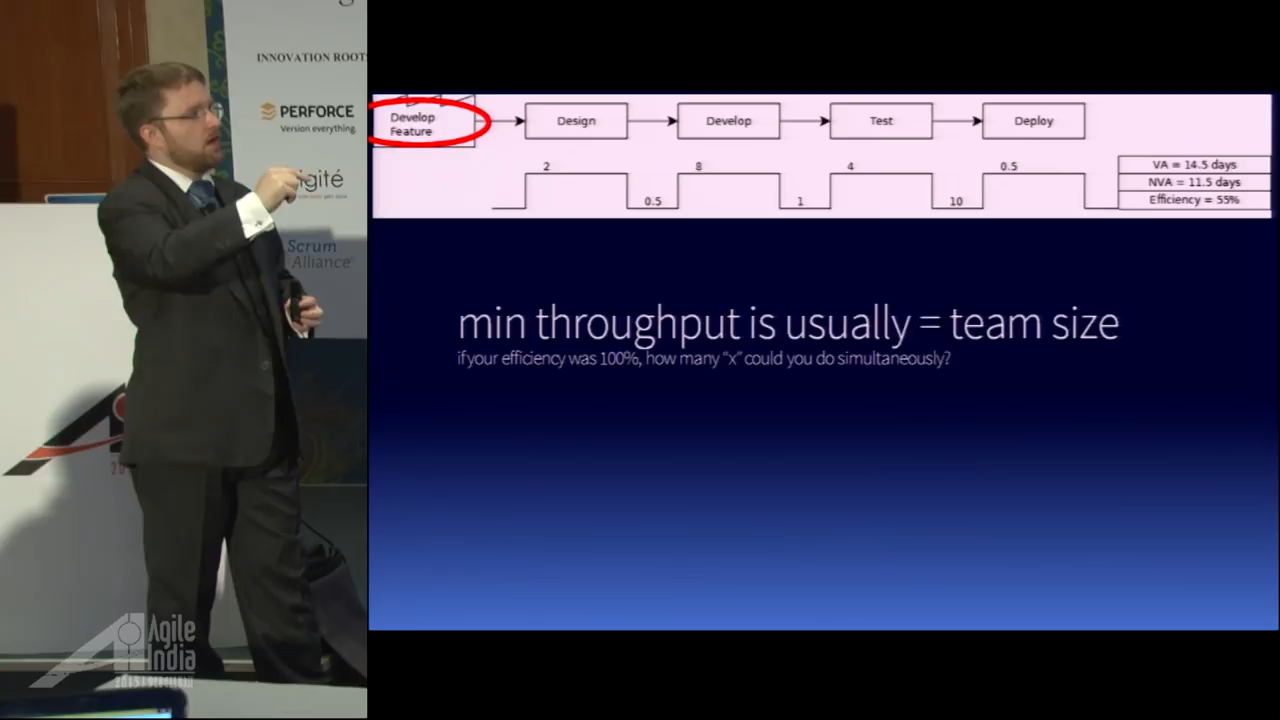 INNOVATION ROOTS
PERFORCE
Version everything.
Scrum
Alliance
Agile
India
Develop
Feature
Design
Develop
Test
Deploy
2
8
4
0.5
0.5
1
10
VA = 14.5 days
NVA = 11.5 days
Efficiency = 55%
min throughput is usually = team size
if your efficiency was 100%, how many "x" could you do simultaneously?